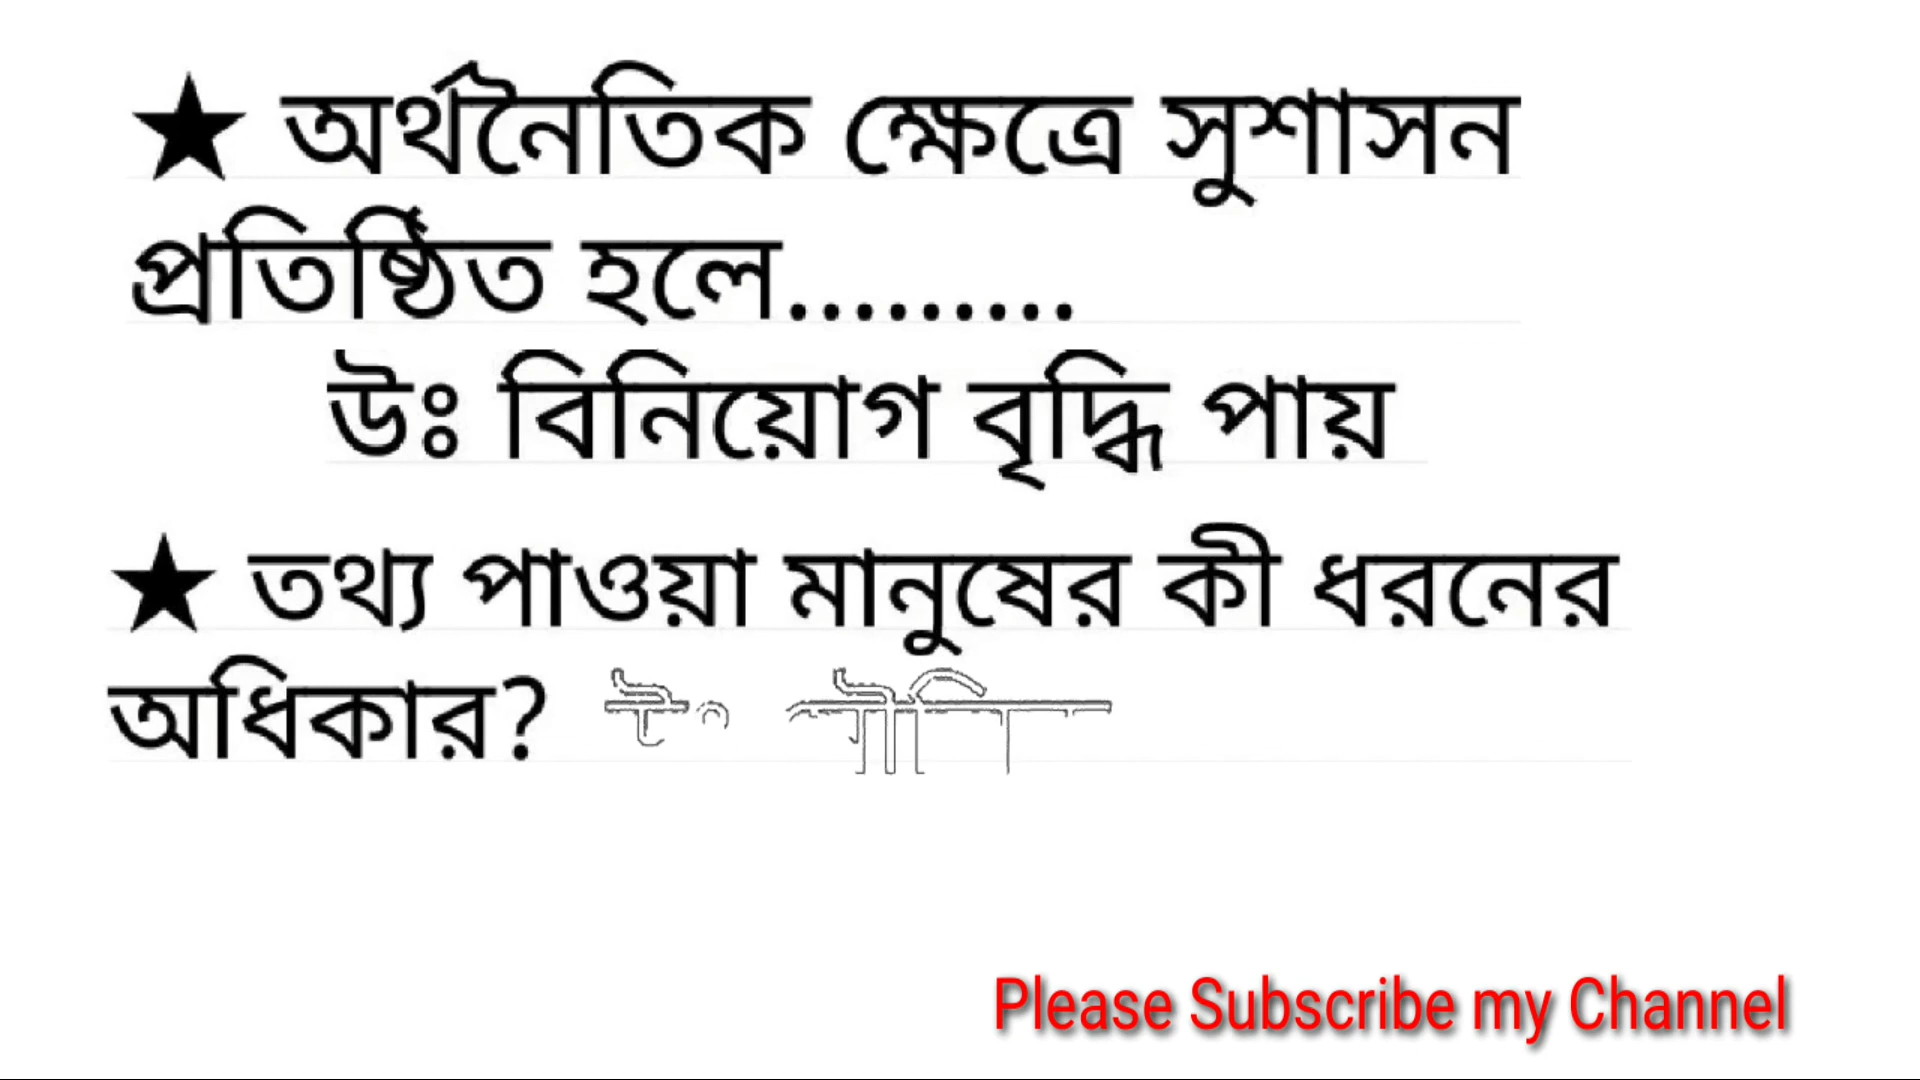 ★ অর্থনৈতিক ক্ষেত্রে সুশাসন
প্রতিষ্ঠিত হলে.........
উঃ বিনিয়োগ বৃদ্ধি পায়
★ তথ্য পাওয়া মানুষের কী ধরনের
অধিকার?
Please Subscribe my Channel